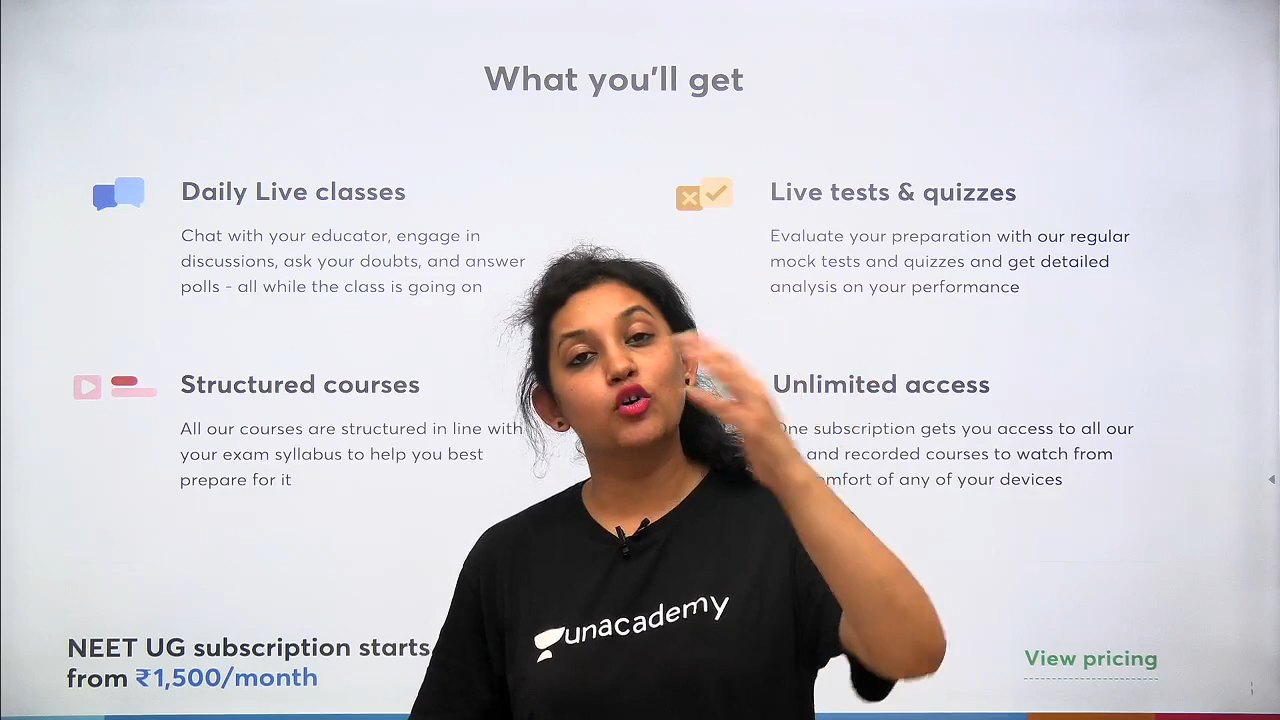 What you'll get
Daily Live classes
Chat with your educator, engage in
discussions, ask your doubts, and answer
polls - all while the class is going on
Live tests & quizzes
Evaluate your preparation with our regular
mock tests and quizzes and get detailed
analysis on your performance
Structured courses
All our courses are structured in line with
your exam syllabus to help you best
prepare for it
Unlimited access
One subscription gets you access to all our
and recorded courses to watch from
of any of your devices
unacademy
NEET UG subscription starts
from ₹1,500/month
View pricing